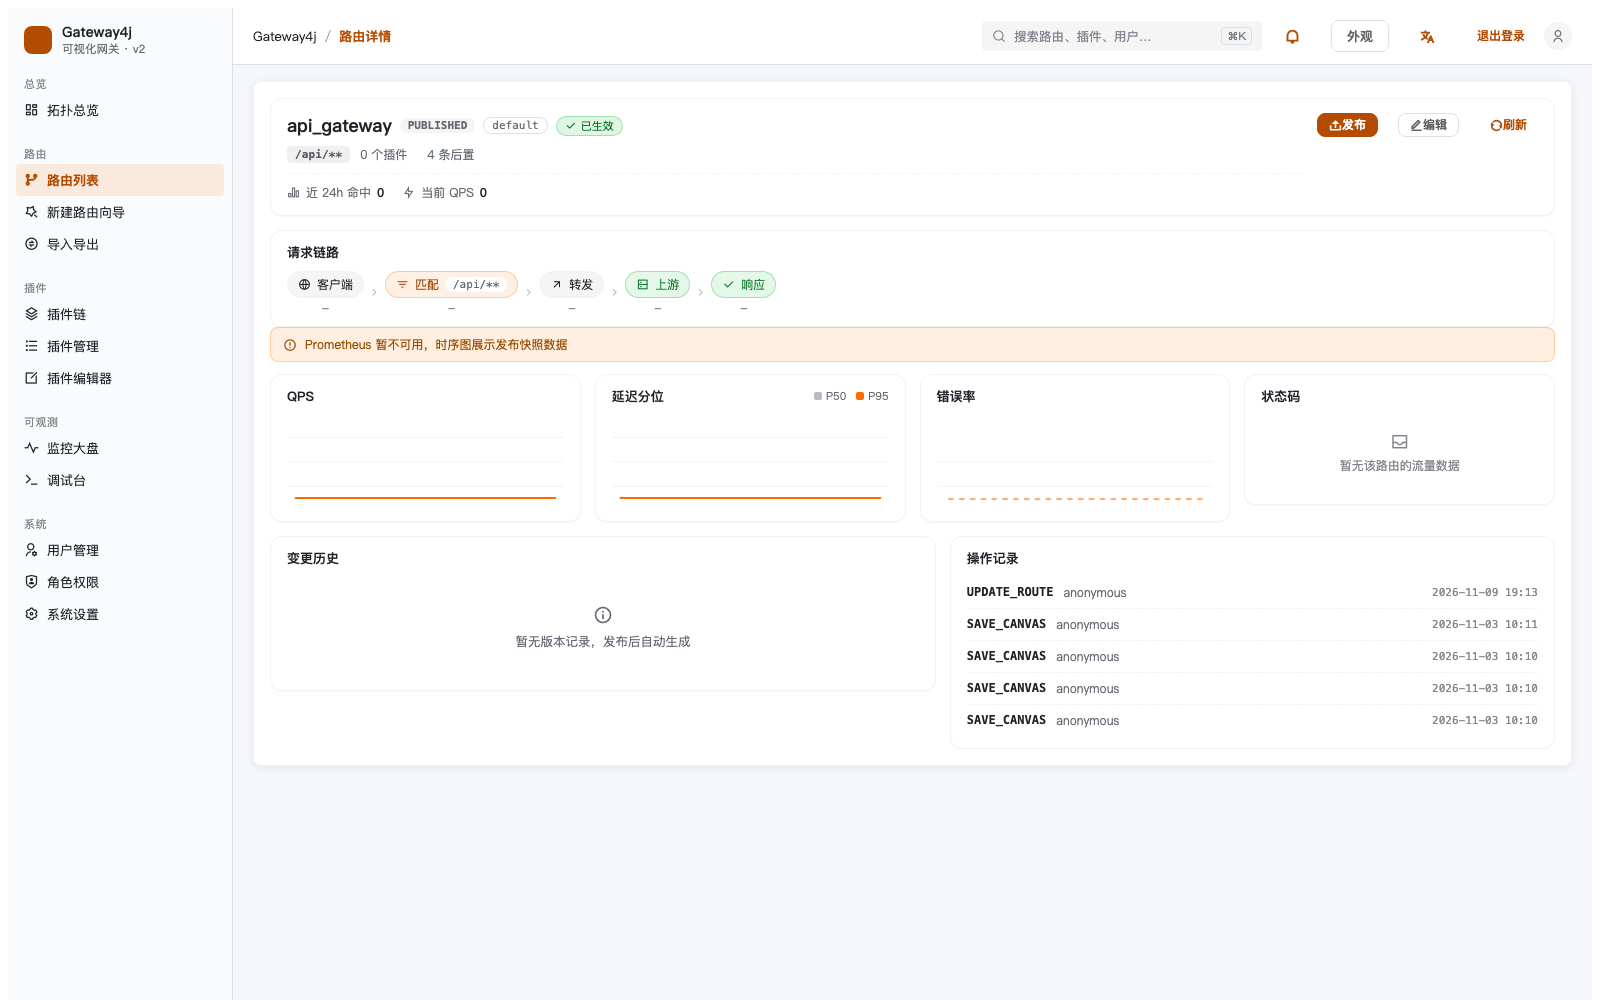 Gateway4j
可视化网关 · v2
总览
拓扑总览
路由
路由列表
新建路由向导
导入导出
插件
插件链
插件管理
插件编辑器
可观测
监控大盘
调试台
系统
用户管理
角色权限
系统设置
Gateway4j / 路由详情
搜索路由、插件、用户... ⌘K
外观
退出登录
api_gateway PUBLISHED default 已生效
发布 编辑 刷新
/api/** 0 个插件 4 条后置
近 24h 命中 0 当前 QPS 0
请求链路
客户端 › 匹配 /api/** › 转发 › 上游 › 响应
– – – – –
Prometheus 暂不可用，时序图展示发布快照数据
QPS
延迟分位 P50 P95
错误率
状态码
暂无该路由的流量数据
变更历史
暂无版本记录，发布后自动生成
操作记录
UPDATE_ROUTE anonymous 2026-11-09 19:13
SAVE_CANVAS anonymous 2026-11-03 10:11
SAVE_CANVAS anonymous 2026-11-03 10:10
SAVE_CANVAS anonymous 2026-11-03 10:10
SAVE_CANVAS anonymous 2026-11-03 10:10